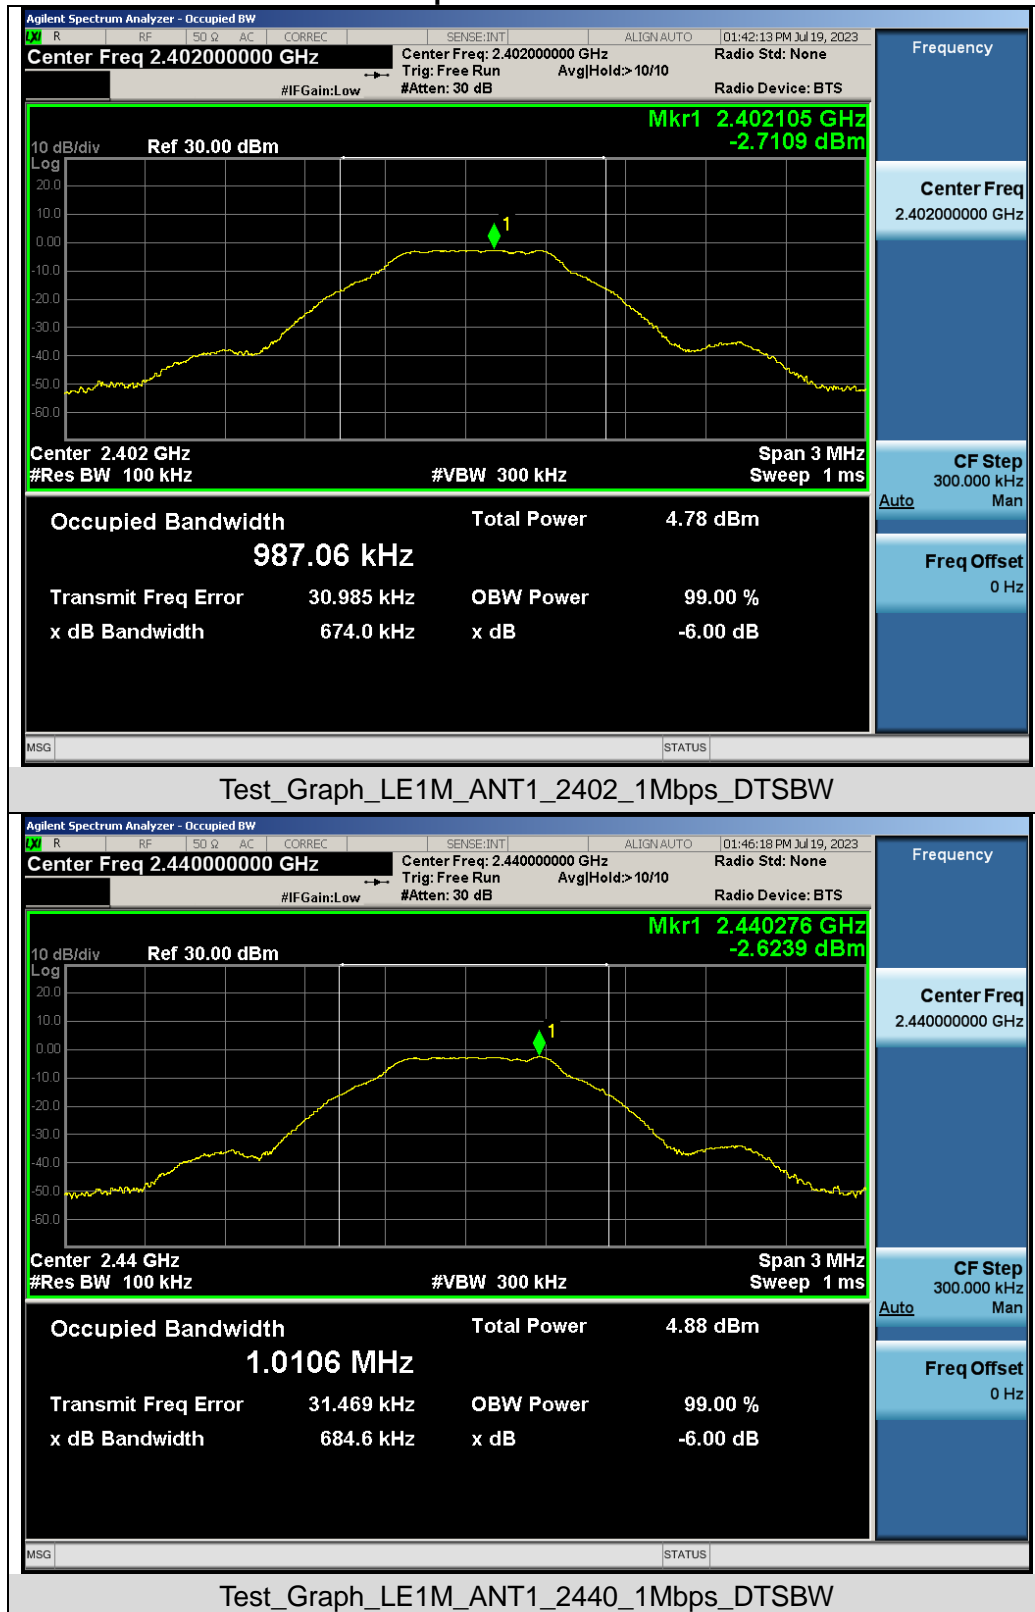 Agilent Spectrum Analyzer - Occupied BW
LXI R RF 50 Ω AC CORREC SENSE:INT ALIGN AUTO 01:42:13 PM Jul 19, 2023
Center Freq 2.402000000 GHz Center Freq: 2.402000000 GHz Radio Std: None Frequency
Trig: Free Run Avg|Hold:> 10/10
#IFGain:Low #Atten: 30 dB Radio Device: BTS
Mkr1 2.402105 GHz
10 dB/div Ref 30.00 dBm -2.7109 dBm
Log
20.0
10.0
0.00
-10.0
-20.0
-30.0
-40.0
-50.0
-60.0
1
Center Freq
2.402000000 GHz
Center 2.402 GHz Span 3 MHz
#Res BW 100 kHz #VBW 300 kHz Sweep 1 ms
CF Step
300.000 kHz
Auto Man
Occupied Bandwidth Total Power 4.78 dBm
987.06 kHz
Freq Offset
0 Hz
Transmit Freq Error 30.985 kHz OBW Power 99.00 %
x dB Bandwidth 674.0 kHz x dB -6.00 dB
MSG STATUS
Test_Graph_LE1M_ANT1_2402_1Mbps_DTSBW
Agilent Spectrum Analyzer - Occupied BW
LXI R RF 50 Ω AC CORREC SENSE:INT ALIGN AUTO 01:46:18 PM Jul 19, 2023
Center Freq 2.440000000 GHz Center Freq: 2.440000000 GHz Radio Std: None Frequency
Trig: Free Run Avg|Hold:> 10/10
#IFGain:Low #Atten: 30 dB Radio Device: BTS
Mkr1 2.440276 GHz
10 dB/div Ref 30.00 dBm -2.6239 dBm
Log
20.0
10.0
0.00
-10.0
-20.0
-30.0
-40.0
-50.0
-60.0
1
Center Freq
2.440000000 GHz
Center 2.44 GHz Span 3 MHz
#Res BW 100 kHz #VBW 300 kHz Sweep 1 ms
CF Step
300.000 kHz
Auto Man
Occupied Bandwidth Total Power 4.88 dBm
1.0106 MHz
Freq Offset
0 Hz
Transmit Freq Error 31.469 kHz OBW Power 99.00 %
x dB Bandwidth 684.6 kHz x dB -6.00 dB
MSG STATUS
Test_Graph_LE1M_ANT1_2440_1Mbps_DTSBW